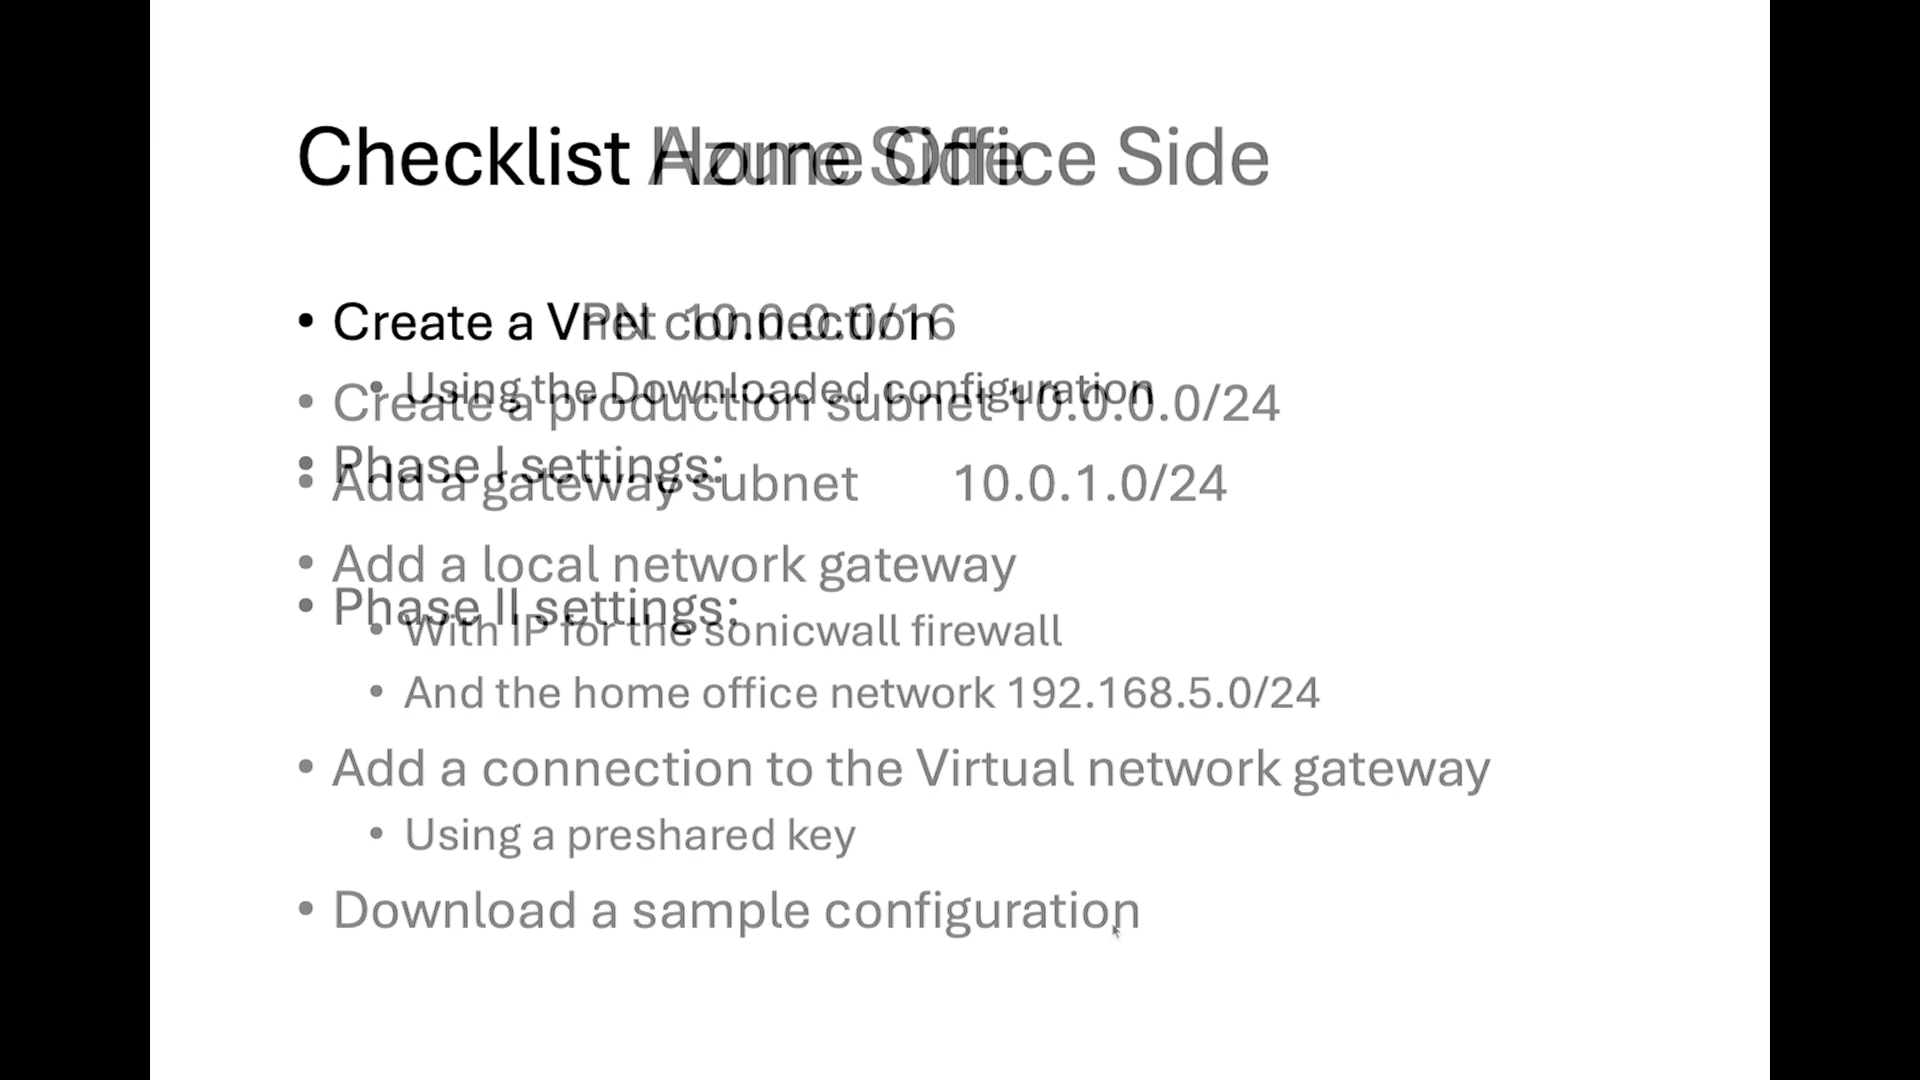 Checklist Azure Side
Checklist Home Office Side
• Create a VNet 10.0.0.0/16
• Create a VPN connection
• Using the Downloaded configuration
• Create a production subnet 10.0.0.0/24
• Phase I settings:
• Add a gateway subnet 10.0.1.0/24
• Add a local network gateway
• Phase II settings:
• With IP for the sonicwall firewall
• And the home office network 192.168.5.0/24
• Add a connection to the Virtual network gateway
• Using a preshared key
• Download a sample configuration